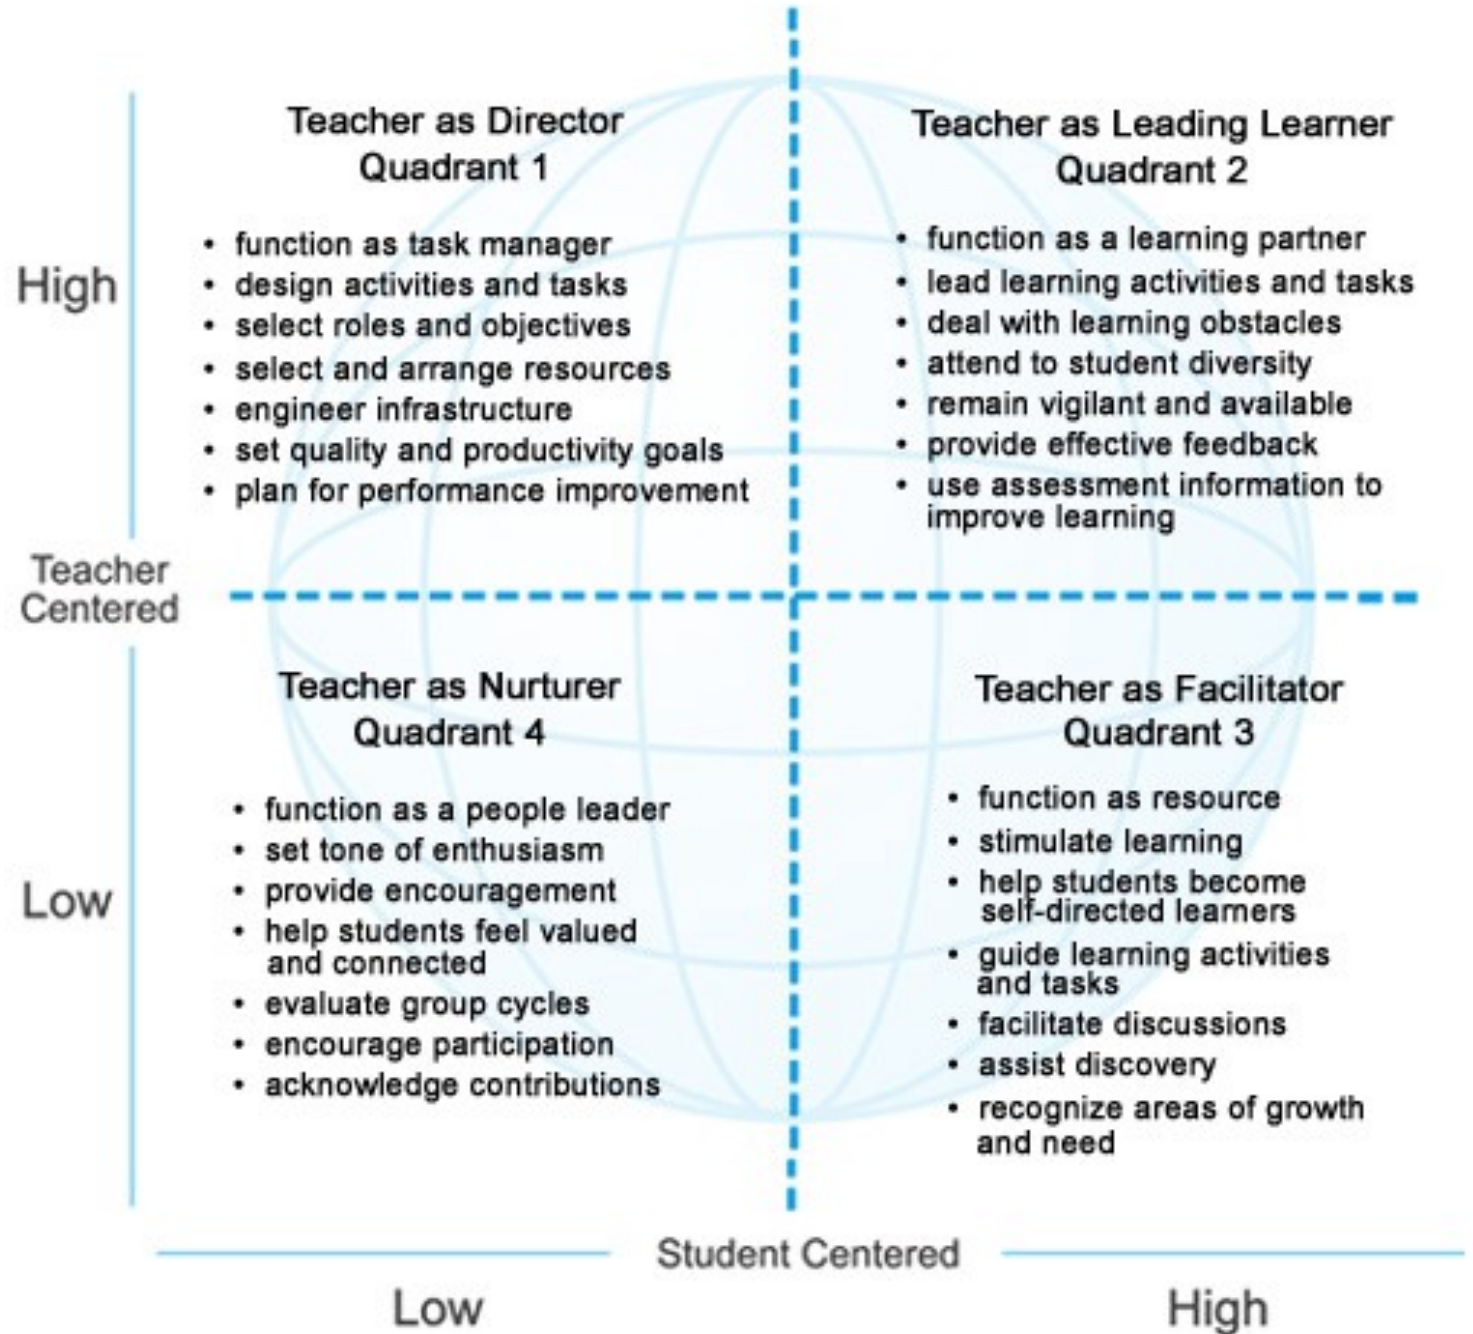 Teacher as Director
Quadrant 1
• function as task manager
• design activities and tasks
• select roles and objectives
• select and arrange resources
• engineer infrastructure
• set quality and productivity goals
• plan for performance improvement
Teacher as Leading Learner
Quadrant 2
• function as a learning partner
• lead learning activities and tasks
• deal with learning obstacles
• attend to student diversity
• remain vigilant and available
• provide effective feedback
• use assessment information to
improve learning
High
Teacher
Centered
Low
Teacher as Nurturer
Quadrant 4
• function as a people leader
• set tone of enthusiasm
• provide encouragement
• help students feel valued
and connected
• evaluate group cycles
• encourage participation
• acknowledge contributions
Teacher as Facilitator
Quadrant 3
• function as resource
• stimulate learning
• help students become
self-directed learners
• guide learning activities
and tasks
• facilitate discussions
• assist discovery
• recognize areas of growth
and need
Student Centered
Low
High